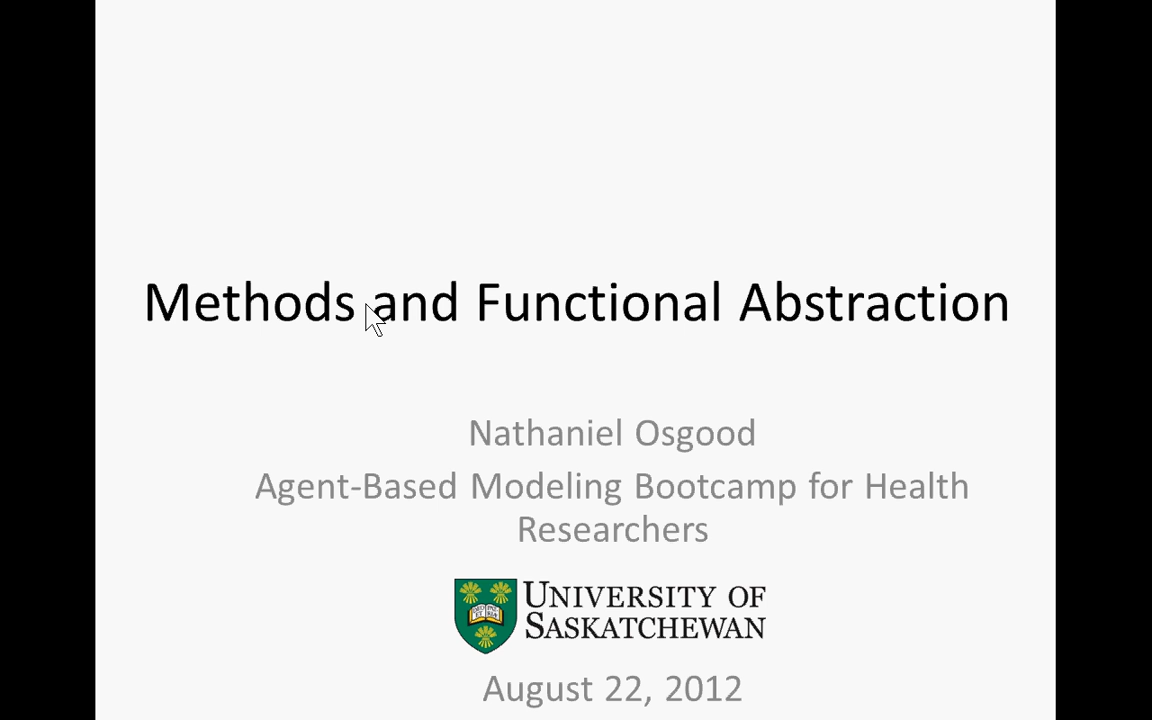 Methods and Functional Abstraction
Nathaniel Osgood
Agent-Based Modeling Bootcamp for Health
Researchers
UNIVERSITY OF
SASKATCHEWAN
August 22, 2012